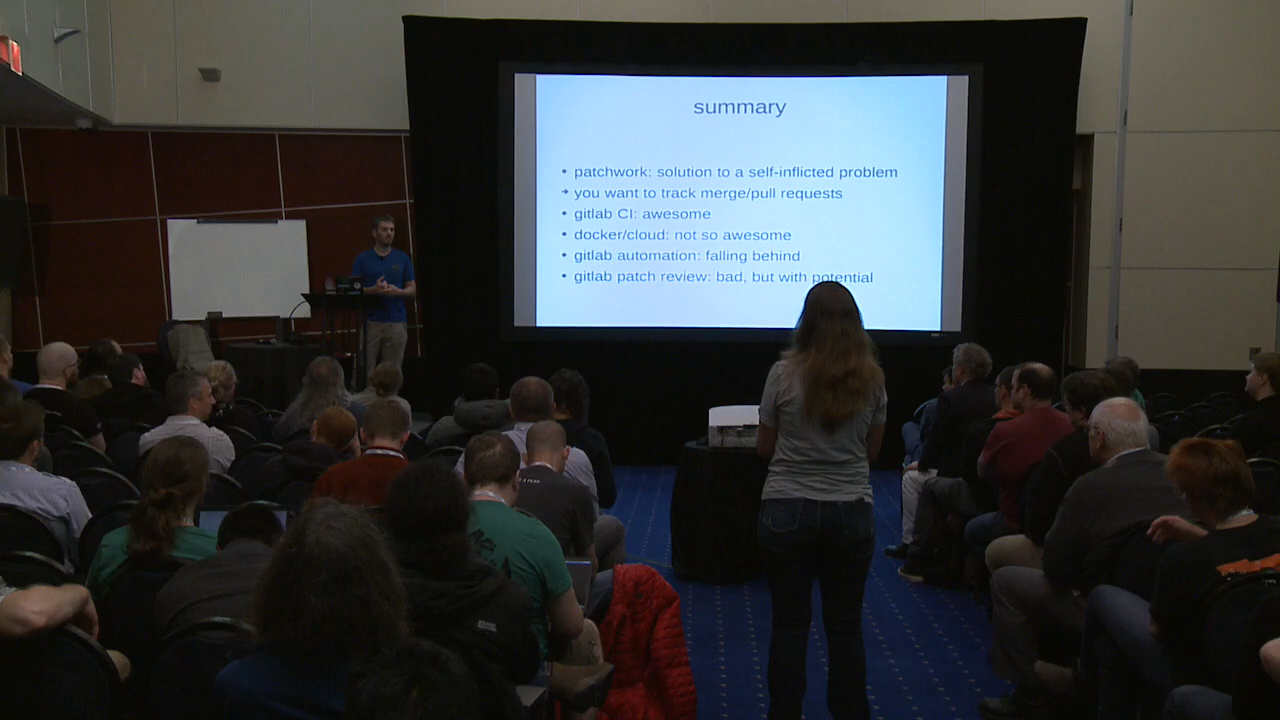 summary
• patchwork: solution to a self-inflicted problem
➔ you want to track merge/pull requests
• gitlab CI: awesome
• docker/cloud: not so awesome
• gitlab automation: falling behind
• gitlab patch review: bad, but with potential